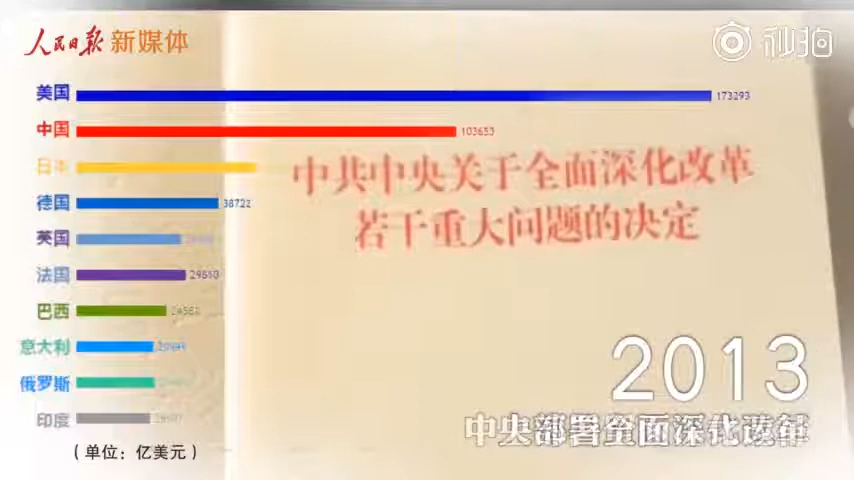 人民日报 新媒体
秒拍
美国 173293
中国 103653
日本
德国 38722
英国
法国 29510
巴西
意大利
俄罗斯
印度
(单位：亿美元)
中共中央关于全面深化改革
若干重大问题的决定
2013
中央部署全面深化改革